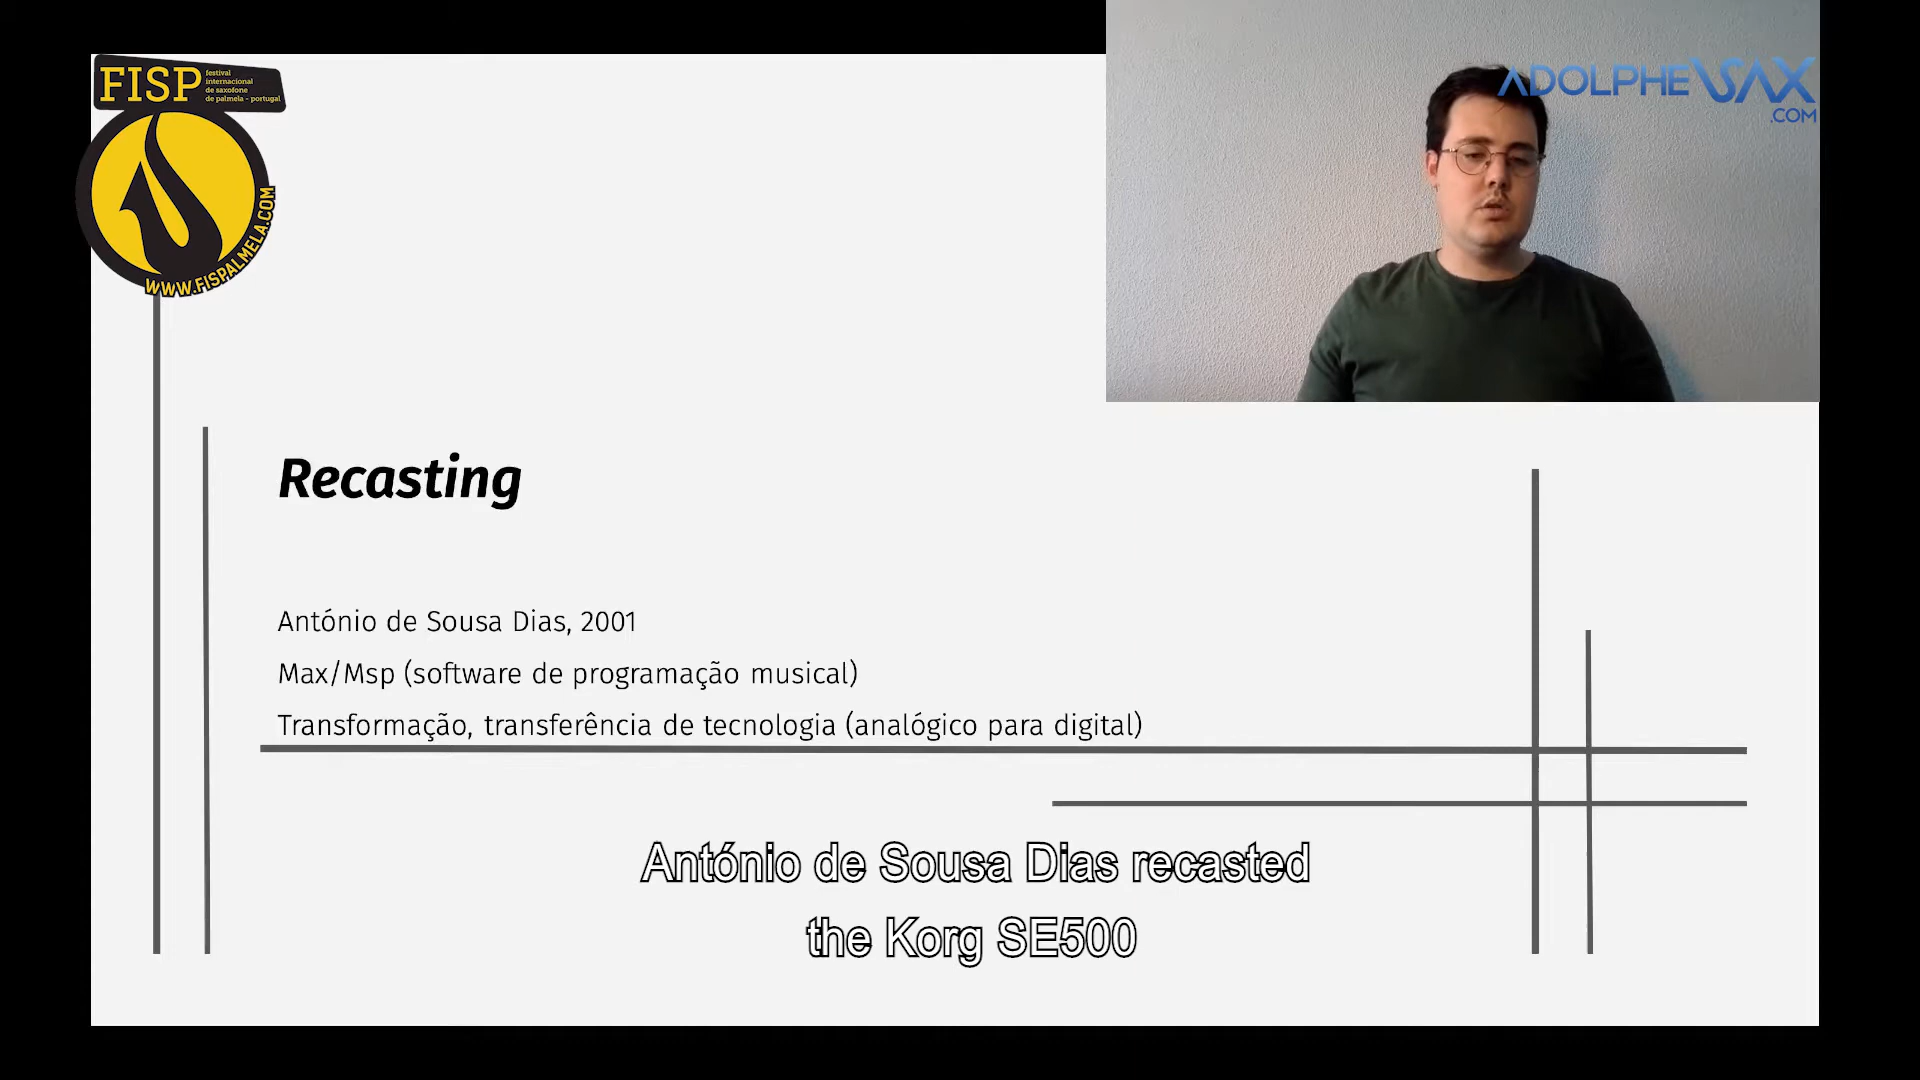 FISP
festival
internacional
de saxofone
de palmela - portugal
WWW.FISPALMELA.COM
ADOLPHESAX
.COM
Recasting
António de Sousa Dias, 2001
Max/Msp (software de programação musical)
Transformação, transferência de tecnologia (analógico para digital)
António de Sousa Dias recasted
the Korg SE500